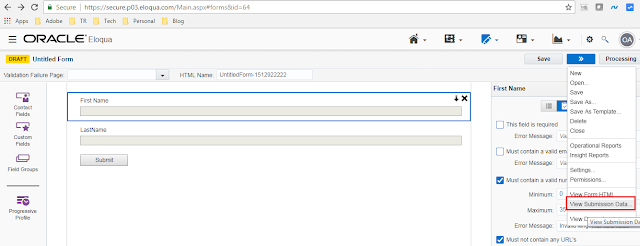 Secure
https://secure.p03.eloqua.com/Main.aspx#forms&id=64
Apps
Adobe
TR
Tech
Personal
Blog
ORACLE Eloqua
OA
DRAFT Untitled Form
Save
Processing
Validation Failure Page:
HTML Name:
UntitledForm-1512922222
Contact Fields
Custom Fields
Field Groups
Progressive Profile
First Name
LastName
Submit
First Name
This field is required
Error Message:
Must contain a valid em
Error Message:
Must contain a valid nu
Minimum: 0
Maximum: 35
Error Message:
Must not contain any URL's
New
Open...
Save
Save As...
Save As Template...
Delete
Close
Operational Reports
Insight Reports
Settings...
Permissions...
View Form HTML
View Submission Data...
View D
View Submission Da